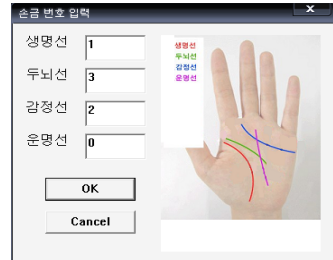 손금 번호 입력
x
생명선 1
두뇌선 3
감정선 2
운명선 0
OK
Cancel
생명선
두뇌선
감정선
운명선